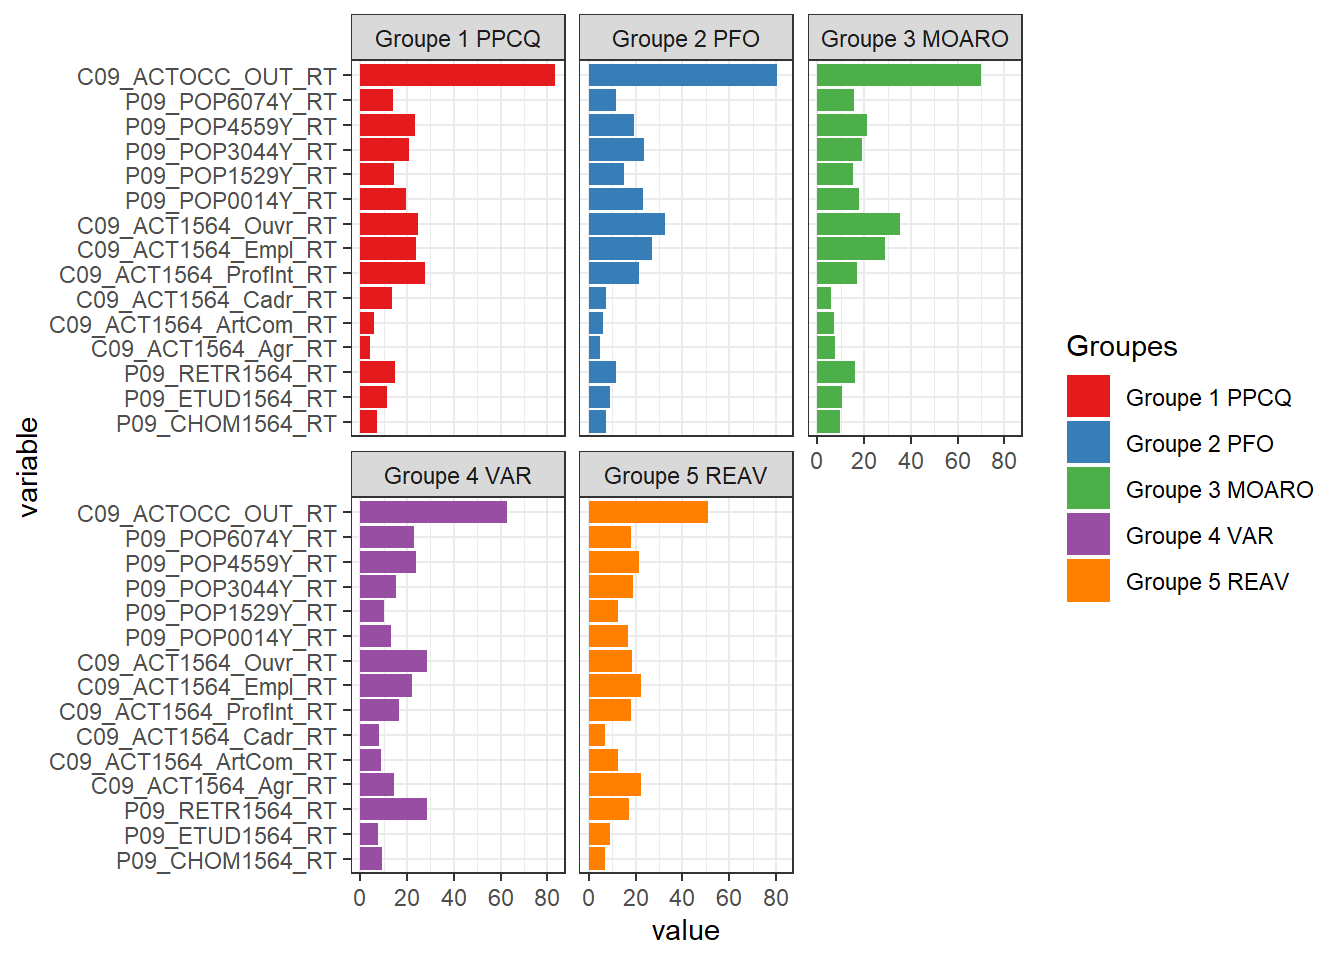 Groupe 1 PPCQ
Groupe 2 PFO
Groupe 3 MOARO
C09_ACTOCC_OUT_RT
P09_POP6074Y_RT
P09_POP4559Y_RT
P09_POP3044Y_RT
P09_POP1529Y_RT
P09_POP0014Y_RT
C09_ACT1564_Ouvr_RT
C09_ACT1564_Empl_RT
C09_ACT1564_ProfInt_RT
C09_ACT1564_Cadr_RT
C09_ACT1564_ArtCom_RT
C09_ACT1564_Agr_RT
P09_RETR1564_RT
P09_ETUD1564_RT
P09_CHOM1564_RT
0 20 40 60 80
Groupe 4 VAR
Groupe 5 REAV
C09_ACTOCC_OUT_RT
P09_POP6074Y_RT
P09_POP4559Y_RT
P09_POP3044Y_RT
P09_POP1529Y_RT
P09_POP0014Y_RT
C09_ACT1564_Ouvr_RT
C09_ACT1564_Empl_RT
C09_ACT1564_ProfInt_RT
C09_ACT1564_Cadr_RT
C09_ACT1564_ArtCom_RT
C09_ACT1564_Agr_RT
P09_RETR1564_RT
P09_ETUD1564_RT
P09_CHOM1564_RT
0 20 40 60 80
0 20 40 60 80
value
variable
Groupes
Groupe 1 PPCQ
Groupe 2 PFO
Groupe 3 MOARO
Groupe 4 VAR
Groupe 5 REAV